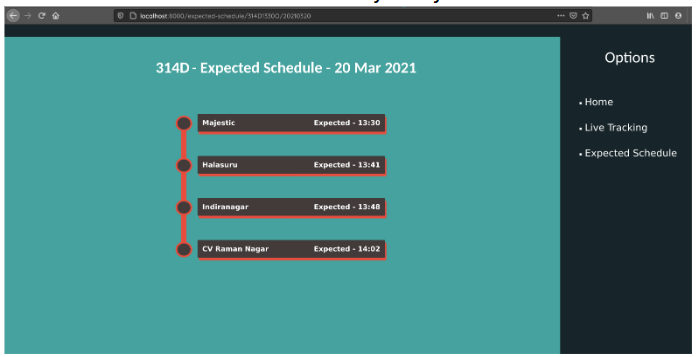 localhost:8000/expected-schedule/314D1330O/20210320
314D - Expected Schedule - 20 Mar 2021
Majestic Expected - 13:30
Halasuru Expected - 13:41
Indiranagar Expected - 13:48
CV Raman Nagar Expected - 14:02
Options
• Home
• Live Tracking
• Expected Schedule